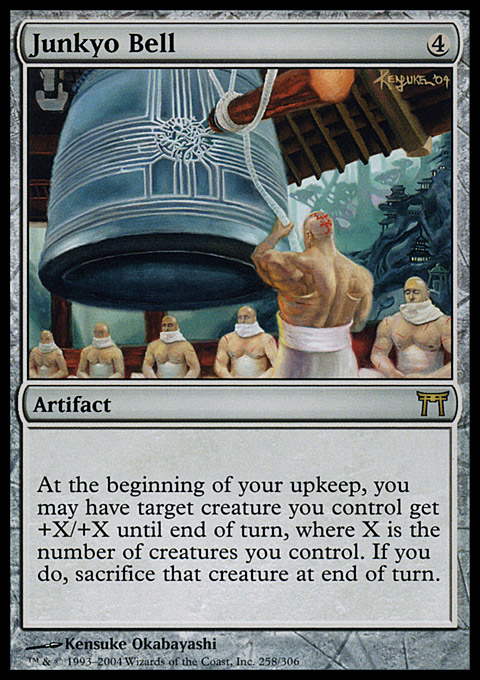 Junkyo Bell
4
KENSUKE '04
Artifact
At the beginning of your upkeep, you
may have target creature you control get
+X/+X until end of turn, where X is the
number of creatures you control. If you
do, sacrifice that creature at end of turn.
Kensuke Okabayashi
™ & © 1993–2004 Wizards of the Coast, Inc. 258/306